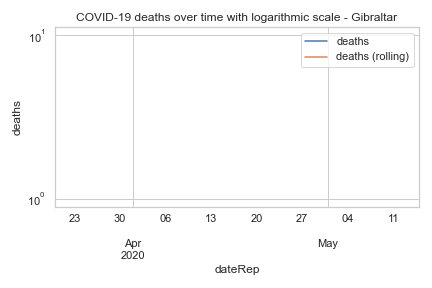 COVID-19 deaths over time with logarithmic scale - Gibraltar
10¹
deaths
deaths (rolling)
deaths
10⁰
23 30 06 13 20 27 04 11
Apr May
2020
dateRep